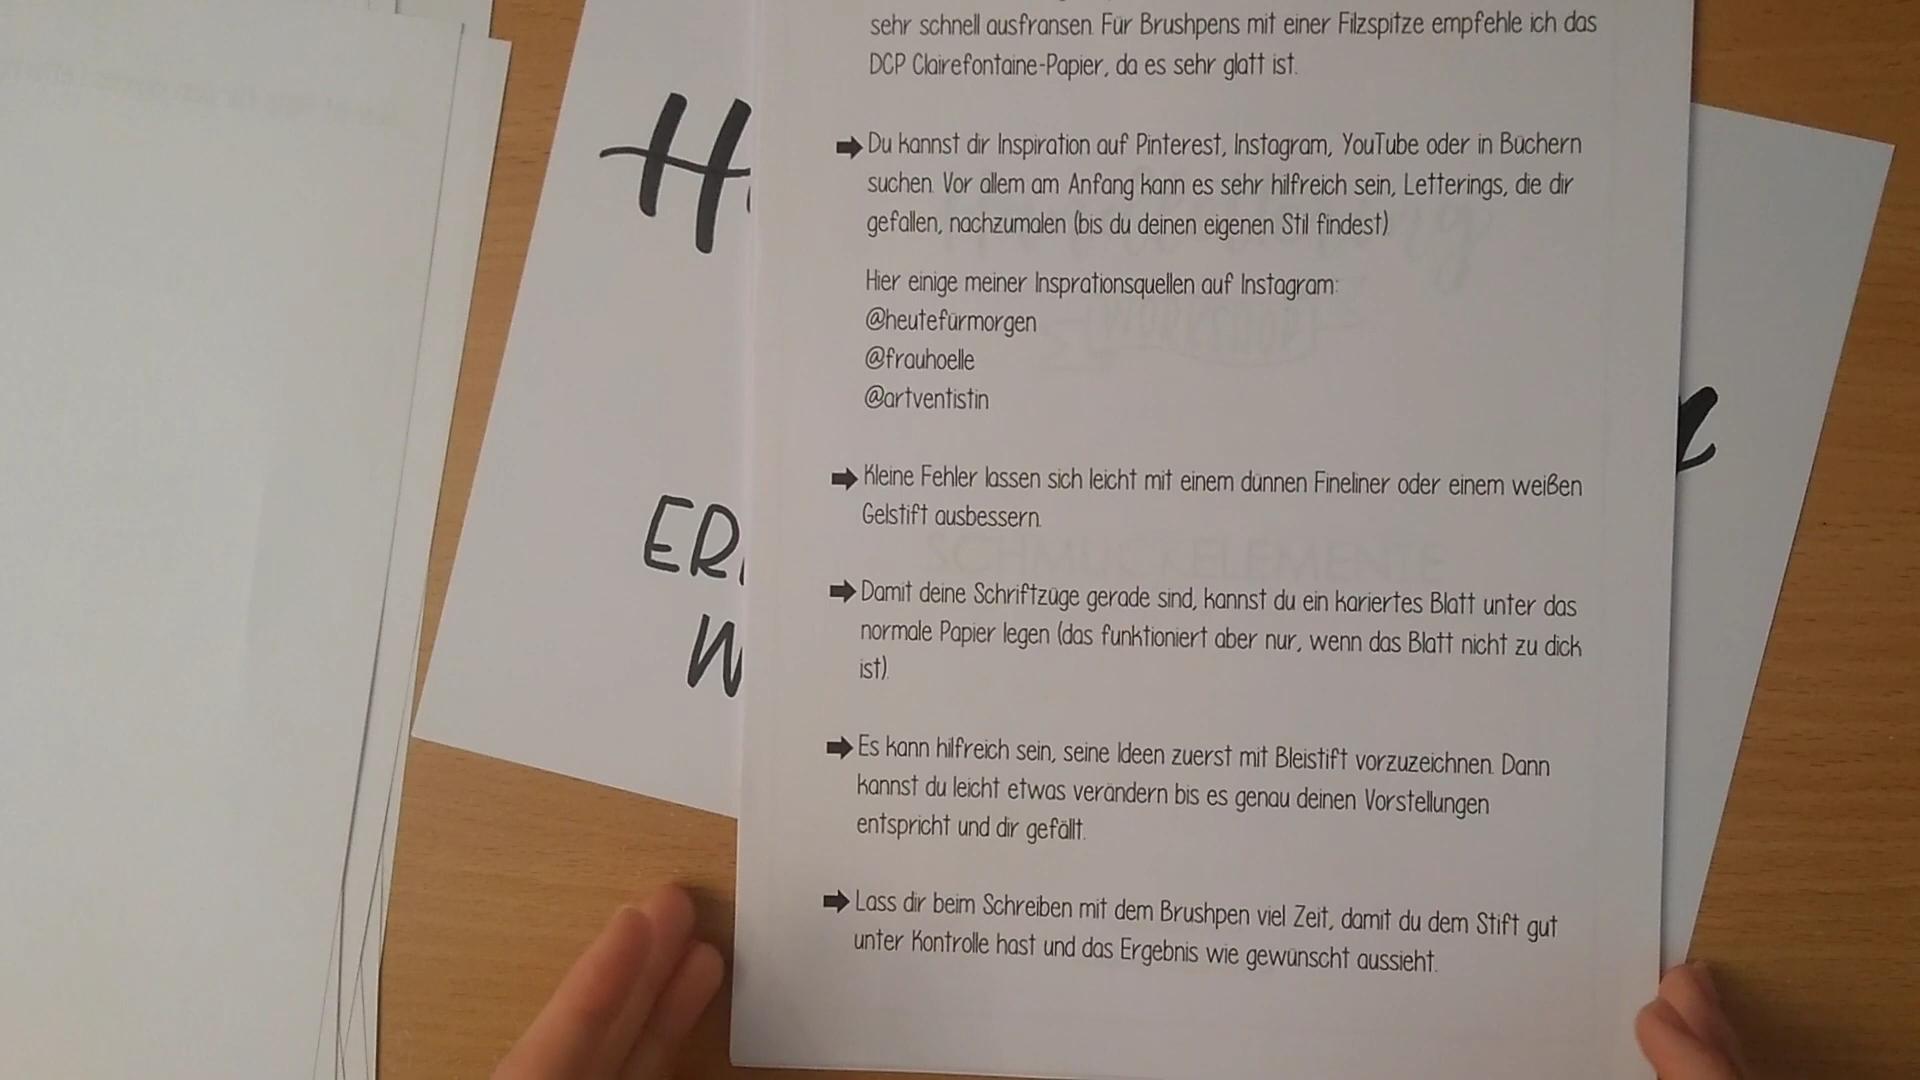 sehr schnell ausfransen. Für Brushpens mit einer Filzspitze empfehle ich das
DCP Clairefontaine-Papier, da es sehr glatt ist.
Du kannst dir Inspiration auf Pinterest, Instagram, YouTube oder in Büchern
suchen. Vor allem am Anfang kann es sehr hilfreich sein, Letterings, die dir
gefallen, nachzumalen (bis du deinen eigenen Stil findest).
Hier einige meiner Insprationsquellen auf Instagram:
@heutefürmorgen
@frauhoelle
@artventistin
Kleine Fehler lassen sich leicht mit einem dünnen Fineliner oder einem weißen
Gelstift ausbessern.
Damit deine Schriftzüge gerade sind, kannst du ein kariertes Blatt unter das
normale Papier legen (das funktioniert aber nur, wenn das Blatt nicht zu dick
ist).
Es kann hilfreich sein, seine Ideen zuerst mit Bleistift vorzuzeichnen. Dann
kannst du leicht etwas verändern bis es genau deinen Vorstellungen
entspricht und dir gefällt.
Lass dir beim Schreiben mit dem Brushpen viel Zeit, damit du dem Stift gut
unter Kontrolle hast und das Ergebnis wie gewünscht aussieht.
H
ER
W
SCHMUCKELEMENTE